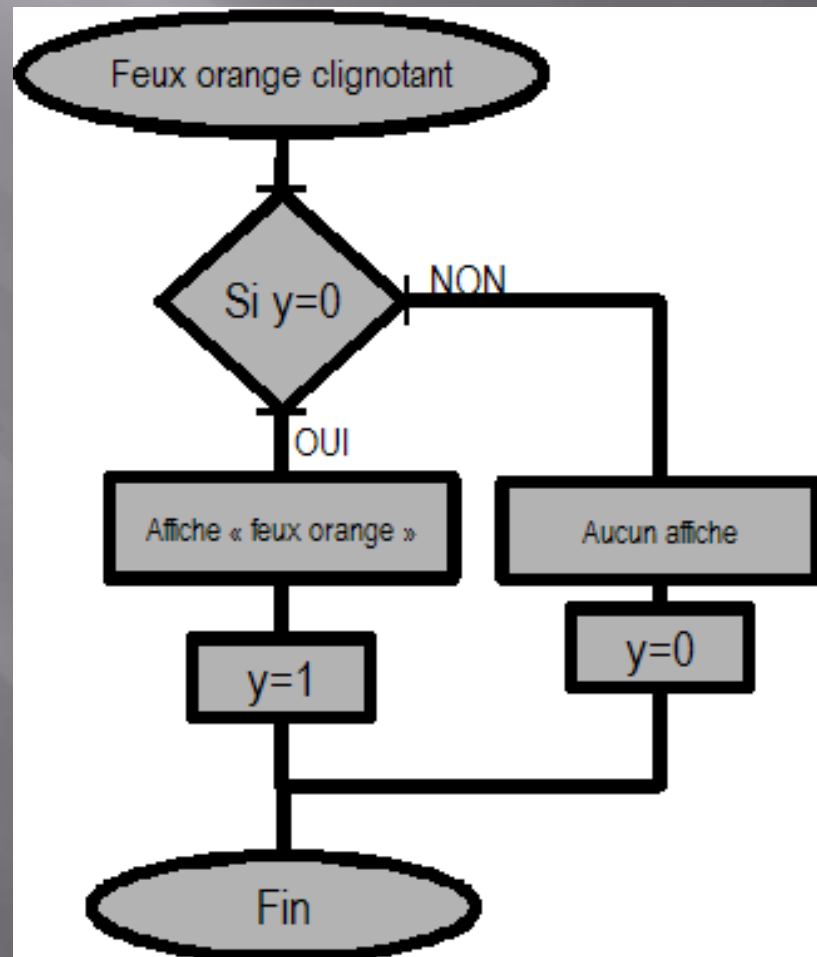 Feux orange clignotant
Si y=0
NON
OUI
Affiche « feux orange »
Aucun affiche
y=1
y=0
Fin